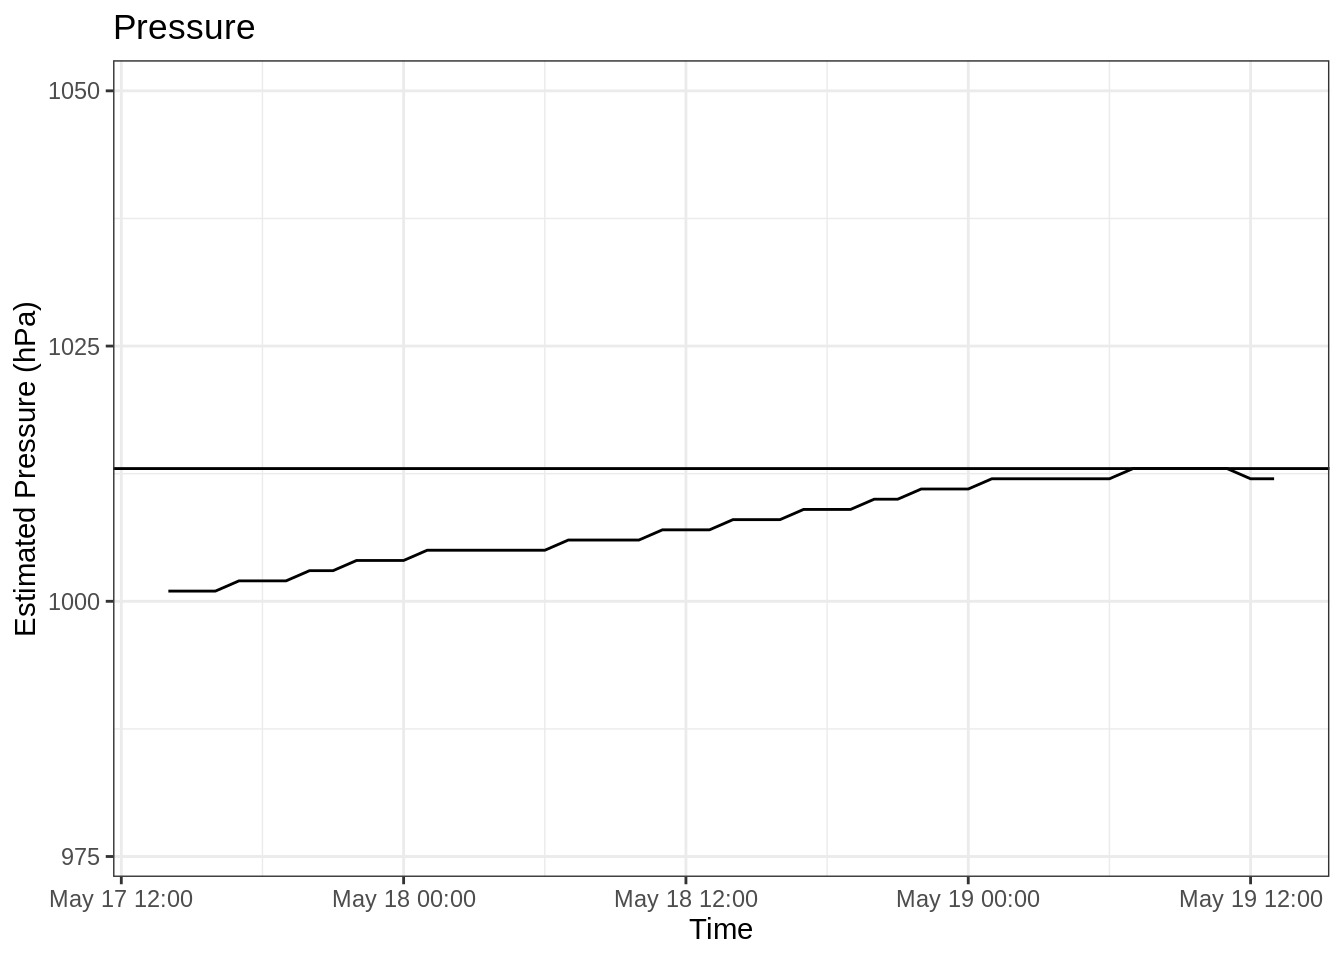 Pressure
Estimated Pressure (hPa)
1050
1025
1000
975
May 17 12:00
May 18 00:00
May 18 12:00
May 19 00:00
May 19 12:00
Time